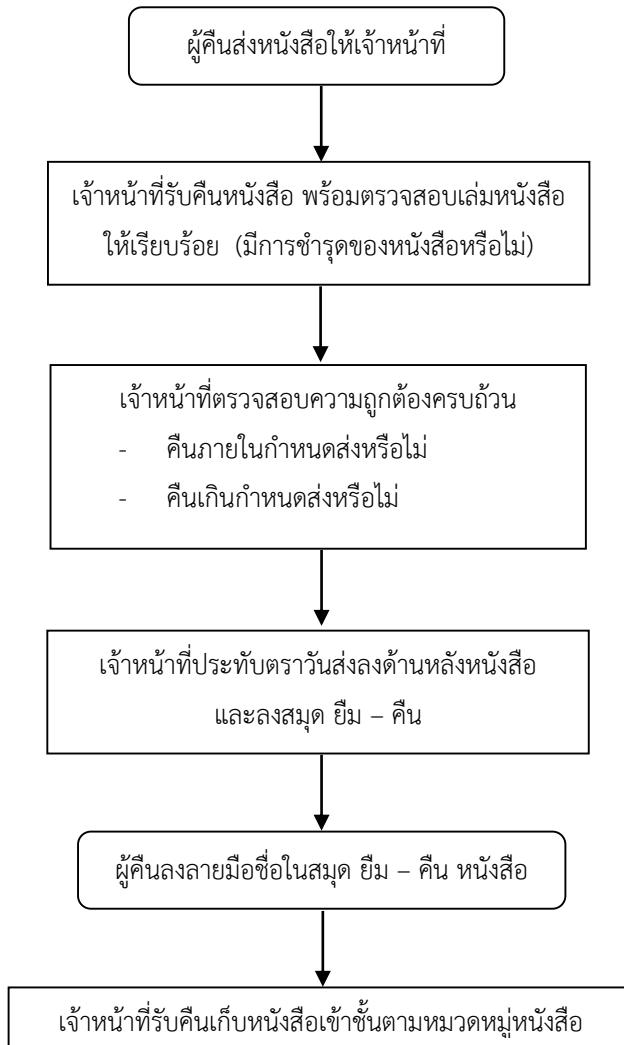 ผู้คืนส่งหนังสือให้เจ้าหน้าที่
เจ้าหน้าที่รับคืนหนังสือ พร้อมตรวจสอบเล่มหนังสือ
ให้เรียบร้อย (มีการชำรุดของหนังสือหรือไม่)
เจ้าหน้าที่ตรวจสอบความถูกต้องครบถ้วน
- คืนภายในกำหนดส่งหรือไม่
- คืนเกินกำหนดส่งหรือไม่
เจ้าหน้าที่ประทับตราวันส่งลงด้านหลังหนังสือ
และลงสมุด ยืม – คืน
ผู้คืนลงลายมือชื่อในสมุด ยืม – คืน หนังสือ
เจ้าหน้าที่รับคืนเก็บหนังสือเข้าชั้นตามหมวดหมู่หนังสือ